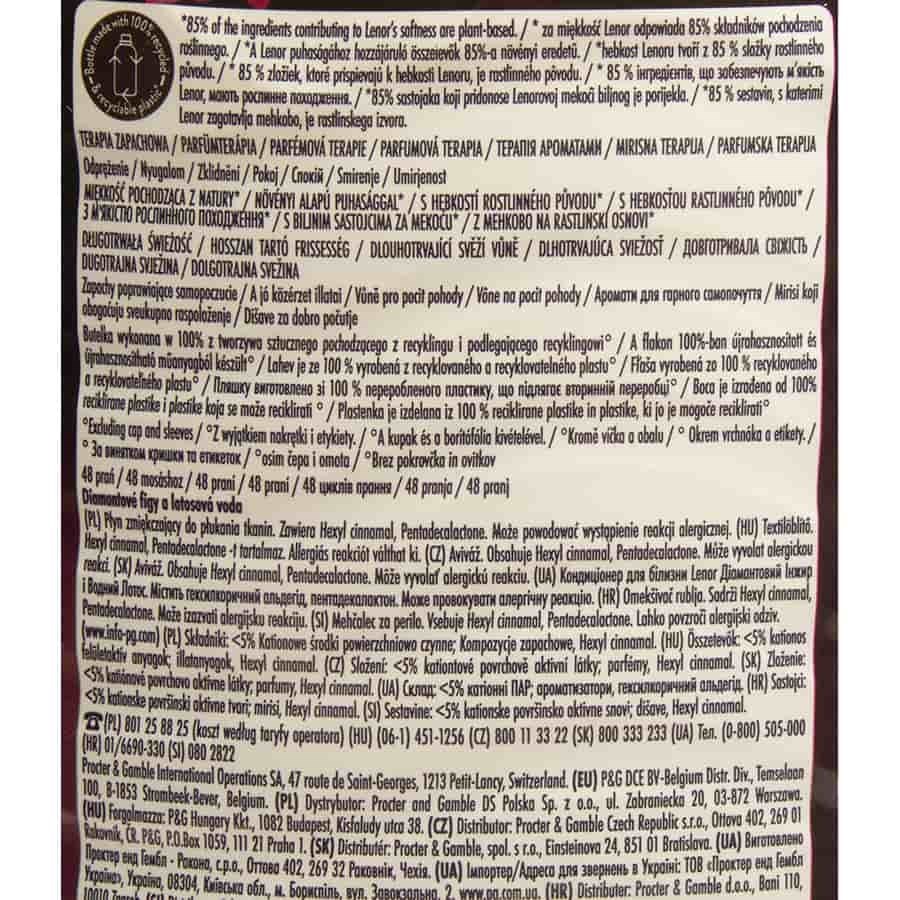 Bottle made with 100% recycled & recyclable plastic°
*85% of the ingredients contributing to Lenor's softness are plant-based. / * za miękkość Lenor odpowiada 85% składników pochodzenia
roślinnego. / *A Lenor puhaságához hozzájáruló összetevők 85%-a növényi eredetű. / *hebkost Lenoru tvoří z 85 % složky rostlinného
původu. / * 85 % zložiek, ktoré prispievajú k hebkosti Lenoru, je rastlinného pôvodu. / * 85 % інгредієнтів, що забезпечують м'якість
Lenor, мають рослинне походження. / *85% sastojaka koji pridonose Lenorovoj mekoći biljnog je porijekla. / *85 % sestavin, s katerimi
Lenor zagotavlja mehkobo, je rastlinskega izvora.
TERAPIA ZAPACHOWA / PARFÜMTERÁPIA / PARFÉMOVÁ TERAPIE / PARFUMOVÁ TERAPIA / ТЕРАПІЯ АРОМАТАМИ / MIRISNA TERAPIJA / PARFUMSKA TERAPIJA
Odprężenie / Nyugalom / Zklidnění / Pokoj / Спокій / Smirenje / Umirjenost
MIĘKKOŚĆ POCHODZĄCA Z NATURY* / NÖVÉNYI ALAPÚ PUHASÁGGAL* / S HEBKOSTÍ ROSTLINNÉHO PŮVODU* / S HEBKOSŤOU RASTLINNÉHO PÔVODU* /
З М'ЯКІСТЮ РОСЛИННОГО ПОХОДЖЕННЯ* / S BILJNIM SASTOJCIMA ZA MEKOĆU* / Z MEHKOBO NA RASTLINSKI OSNOVI*
DŁUGOTRWAŁA ŚWIEŻOŚĆ / HOSSZAN TARTÓ FRISSESSÉG / DLOUHOTRVAJÍCÍ SVĚŽÍ VŮNĚ / DLHOTRVAJÚCA SVIEŽOSŤ / ДОВГОТРИВАЛА СВІЖІСТЬ /
DUGOTRAJNA SVJEŽINA / DOLGOTRAJNA SVEŽINA
Zapachy poprawiające samopoczucie / A jó közérzet illatai / Vůně pro pocit pohody / Vône na pocit pohody / Аромати для гарного самопочуття / Mirisi koji
obogaćuju sveukupno raspoloženje / Dišave za dobro počutje
Butelka wykonana w 100% z tworzywa sztucznego pochodzącego z recyklingu i podlegającego recyklingowi° / A flakon 100%-ban újrahasznosított és
újrahasznosítható műanyagból készült° / Lahev je ze 100 % vyrobená z recyklovaného a recyklovatelného plastu° / Fľaša vyrobená zo 100 % recyklovaného
a recyklovateľného plastu° / Пляшку виготовлено зі 100 % переробленого пластику, що підлягає вторинній переробці° / Boca je izrađena od 100%
reciklirane plastike i plastike koja se može reciklirati ° / Plastenka je izdelana iz 100 % reciklirane plastike in plastike, ki jo je mogoče reciklirati°
°Excluding cap and sleeves / °Z wyjątkiem nakrętki i etykiety. / °A kupak és a borítófólia kivételével. / °Kromě víčka a obalu / ° Okrem vrchnáka a etikety. /
° За винятком кришки та етикеток / °osim čepa i omota / °Brez pokrovčka in ovitkov
48 prań / 48 mosáshoz / 48 praní / 48 praní / 48 циклів прання / 48 pranja / 48 pranj
Diamantové figy a lotosová voda
(PL) Płyn zmiękczający do płukania tkanin. Zawiera Hexyl cinnamal, Pentadecalactone. Może powodować wystąpienie reakcji alergicznej. (HU) Textilöblítő.
Hexyl cinnamal, Pentadecalactone -t tartalmaz. Allergiás reakciót válthat ki. (CZ) Aviváž. Obsahuje Hexyl cinnamal, Pentadecalactone. Může vyvolat alergickou
reakci. (SK) Aviváž. Obsahuje Hexyl cinnamal, Pentadecalactone. Môže vyvolať alergickú reakciu. (UA) Кондиціонер для білизни Lenor Діамантовий Інжир
і Водний Лотос. Містить гексилкоричний альдегід, пентадекалактон. Може провокувати алергічну реакцію. (HR) Omekšivač rublja. Sadrži Hexyl cinnamal,
Pentadecalactone. Može izazvati alergijsku reakciju. (SI) Mehčalec za perilo. Vsebuje Hexyl cinnamal, Pentadecalactone. Lahko povzroči alergijski odziv.
(www.info-pg.com) (PL) Składniki: <5% Kationowe środki powierzchniowo czynne; Kompozycje zapachowe, Hexyl cinnamal. (HU) Összetevők: <5% kationos
felületaktív anyagok; illatanyagok, Hexyl cinnamal. (CZ) Složení: <5% kationtové povrchově aktivní látky; parfémy, Hexyl cinnamal. (SK) Zloženie:
<5% katiónové povrchovo aktívne látky; parfumy, Hexyl cinnamal. (UA) Склад: <5% катіонні ПАР; ароматизатори, гексилкоричний альдегід. (HR) Sastojci:
<5% kationske površinski aktivne tvari; mirisi, Hexyl cinnamal. (SI) Sestavine: <5% kationske površinsko aktivne snovi; dišave, Hexyl cinnamal.
☎(PL) 801 25 88 25 (koszt według taryfy operatora) (HU) (06-1) 451-1256 (CZ) 800 11 33 22 (SK) 800 333 233 (UA) Тел. (0-800) 505-000
(HR) 01/6690-330 (SI) 080 2822
Procter & Gamble International Operations SA, 47 route de Saint-Georges, 1213 Petit-Lancy, Switzerland. (EU) P&G DCE BV-Belgium Distr. Div., Temselaan
100, B-1853 Strombeek-Bever, Belgium. (PL) Dystrybutor: Procter and Gamble DS Polska Sp. z o.o., ul. Zabraniecka 20, 03-872 Warszawa.
(HU) Forgalmazza: P&G Hungary Kkt., 1082 Budapest, Kisfaludy utca 38. (CZ) Distributor: Procter & Gamble Czech Republic s.r.o., Ottova 402, 269 01
Rakovník, ČR. P&G, P.O.Box 1059, 111 21 Praha 1. (SK) Distribútér: Procter & Gamble, spol. s r.o., Einsteinova 24, 851 01 Bratislava. (UA) Виготовлено
Проктер енд Гембл -Ракона, с.р.о., Оттова 402, 269 32 Раковнік, Чехія. (UA) Імпортер/Адреса для звернень в Україні: ТОВ «Проктер енд Гембл
Україна», Україна, 08304, Київська обл., м. Бориспіль, вул. Завокзальна, 2. www.pg.com.ua. (HR) Distributer: Procter & Gamble d.o.o., Bani 110,
10010 Zagreb.